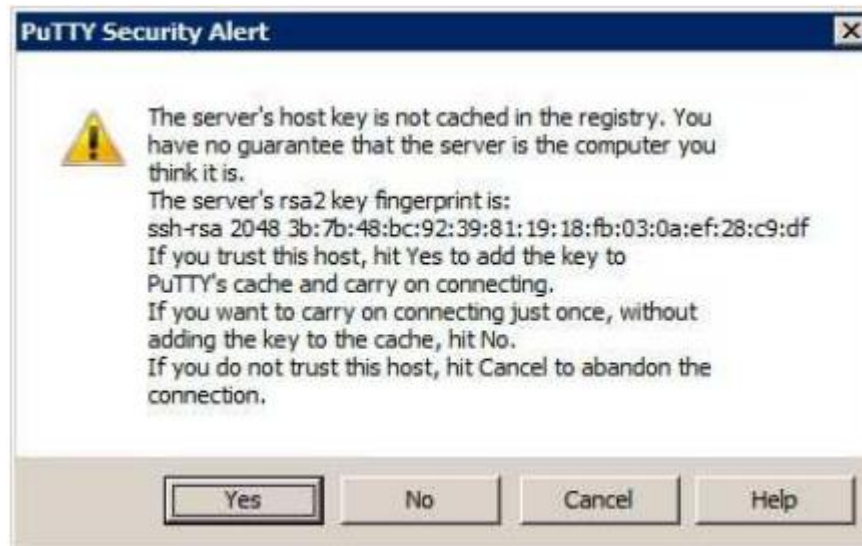 PuTTY Security Alert
The server's host key is not cached in the registry. You
have no guarantee that the server is the computer you
think it is.
The server's rsa2 key fingerprint is:
ssh-rsa 2048 3b:7b:48:bc:92:39:81:19:18:fb:03:0a:ef:28:c9:df
If you trust this host, hit Yes to add the key to
PuTTY's cache and carry on connecting.
If you want to carry on connecting just once, without
adding the key to the cache, hit No.
If you do not trust this host, hit Cancel to abandon the
connection.
Yes No Cancel Help